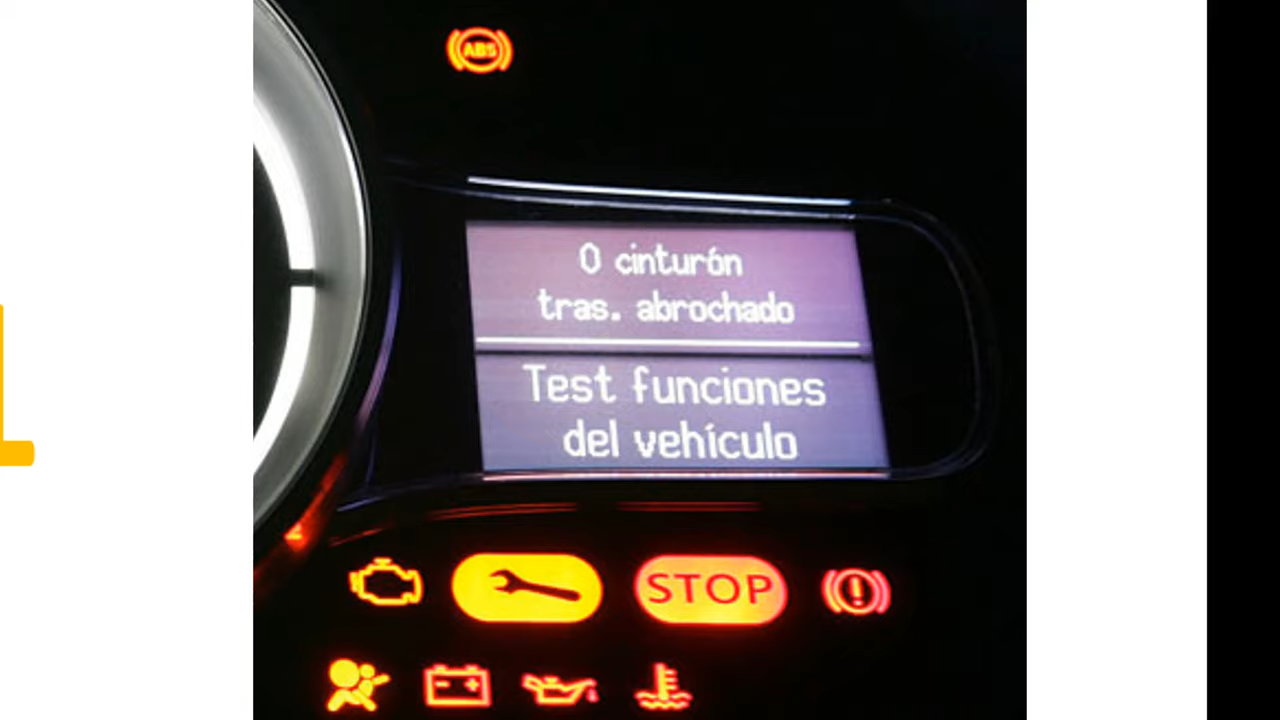 ABS
0 cinturón
tras. abrochado
Test funciones
del vehículo
STOP